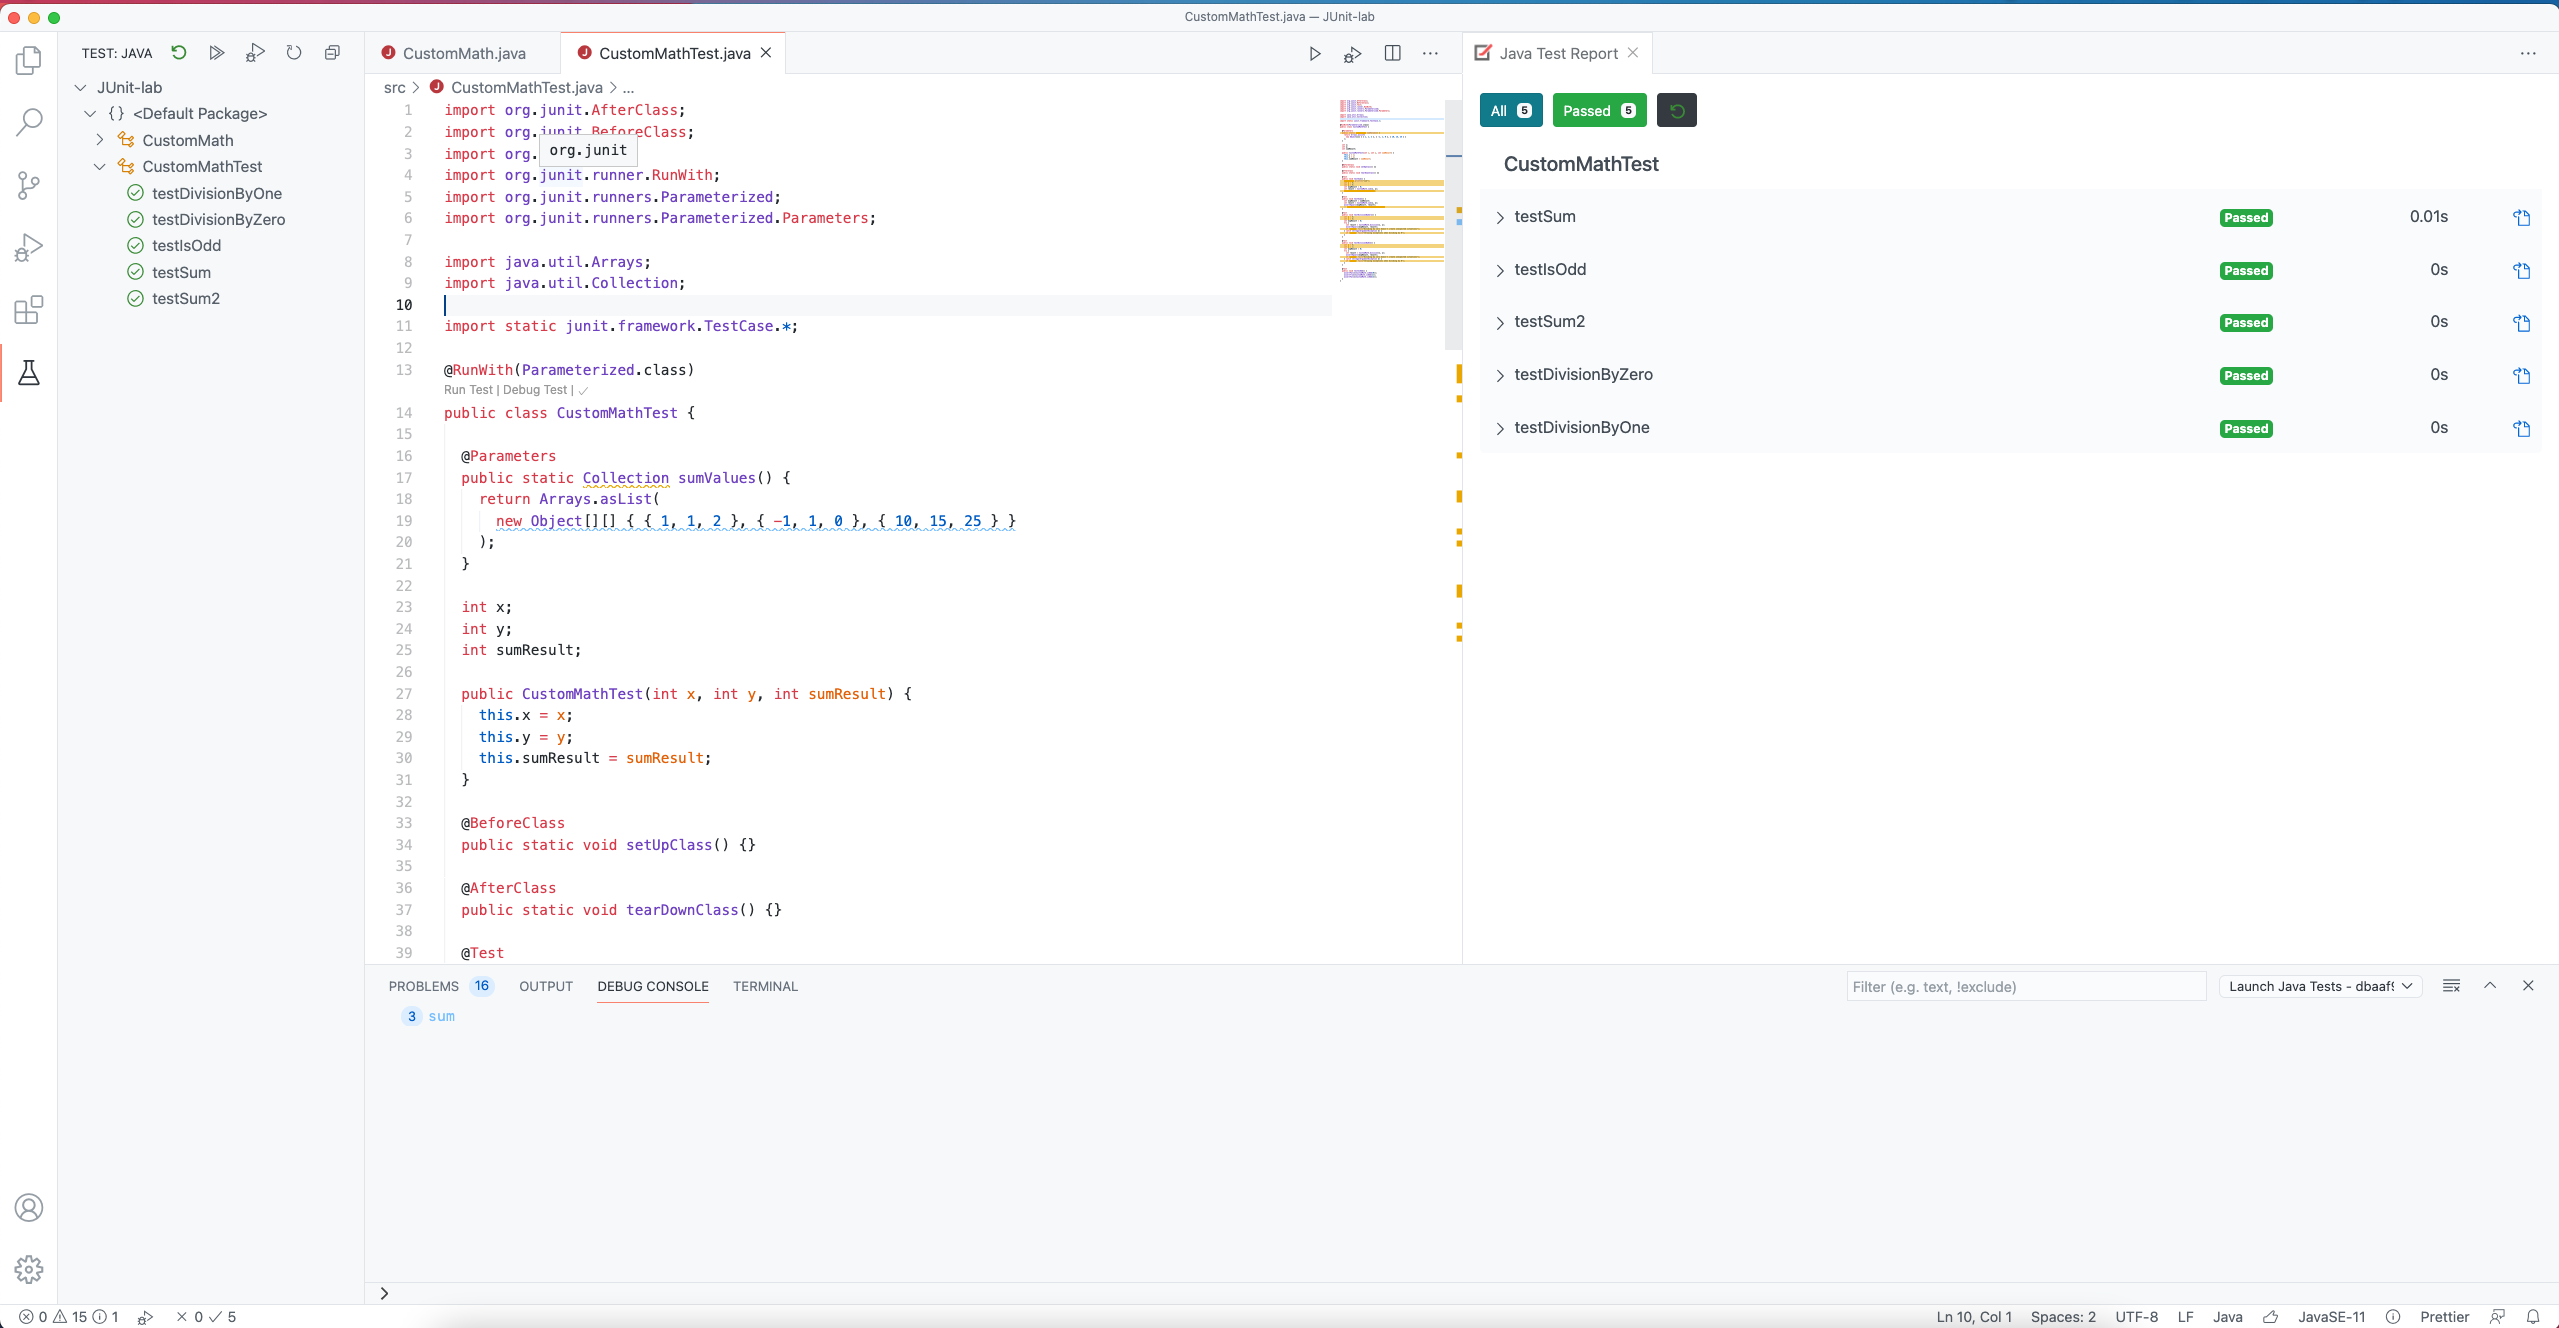 CustomMathTest.java — JUnit-lab
TEST: JAVA
JUnit-lab
{} <Default Package>
CustomMath
CustomMathTest
testDivisionByOne
testDivisionByZero
testIsOdd
testSum
testSum2
CustomMath.java
CustomMathTest.java
src > CustomMathTest.java > ...
1 import org.junit.AfterClass;
2 import org.junit.BeforeClass;
3 import org.
org.junit
4 import org.junit.runner.RunWith;
5 import org.junit.runners.Parameterized;
6 import org.junit.runners.Parameterized.Parameters;
7
8 import java.util.Arrays;
9 import java.util.Collection;
10
11 import static junit.framework.TestCase.*;
12
13 @RunWith(Parameterized.class)
Run Test | Debug Test | ✓
14 public class CustomMathTest {
15
16 @Parameters
17 public static Collection sumValues() {
18 return Arrays.asList(
19 new Object[][] { { 1, 1, 2 }, { -1, 1, 0 }, { 10, 15, 25 } }
20 );
21 }
22
23 int x;
24 int y;
25 int sumResult;
26
27 public CustomMathTest(int x, int y, int sumResult) {
28 this.x = x;
29 this.y = y;
30 this.sumResult = sumResult;
31 }
32
33 @BeforeClass
34 public static void setUpClass() {}
35
36 @AfterClass
37 public static void tearDownClass() {}
38
39 @Test
Java Test Report
All 5 Passed 5
CustomMathTest
testSum Passed 0.01s
testIsOdd Passed 0s
testSum2 Passed 0s
testDivisionByZero Passed 0s
testDivisionByOne Passed 0s
PROBLEMS 16 OUTPUT DEBUG CONSOLE TERMINAL
Filter (e.g. text, !exclude)
Launch Java Tests - dbaaf
3 sum
0 15 1 0 5
Ln 10, Col 1 Spaces: 2 UTF-8 LF Java JavaSE-11 Prettier